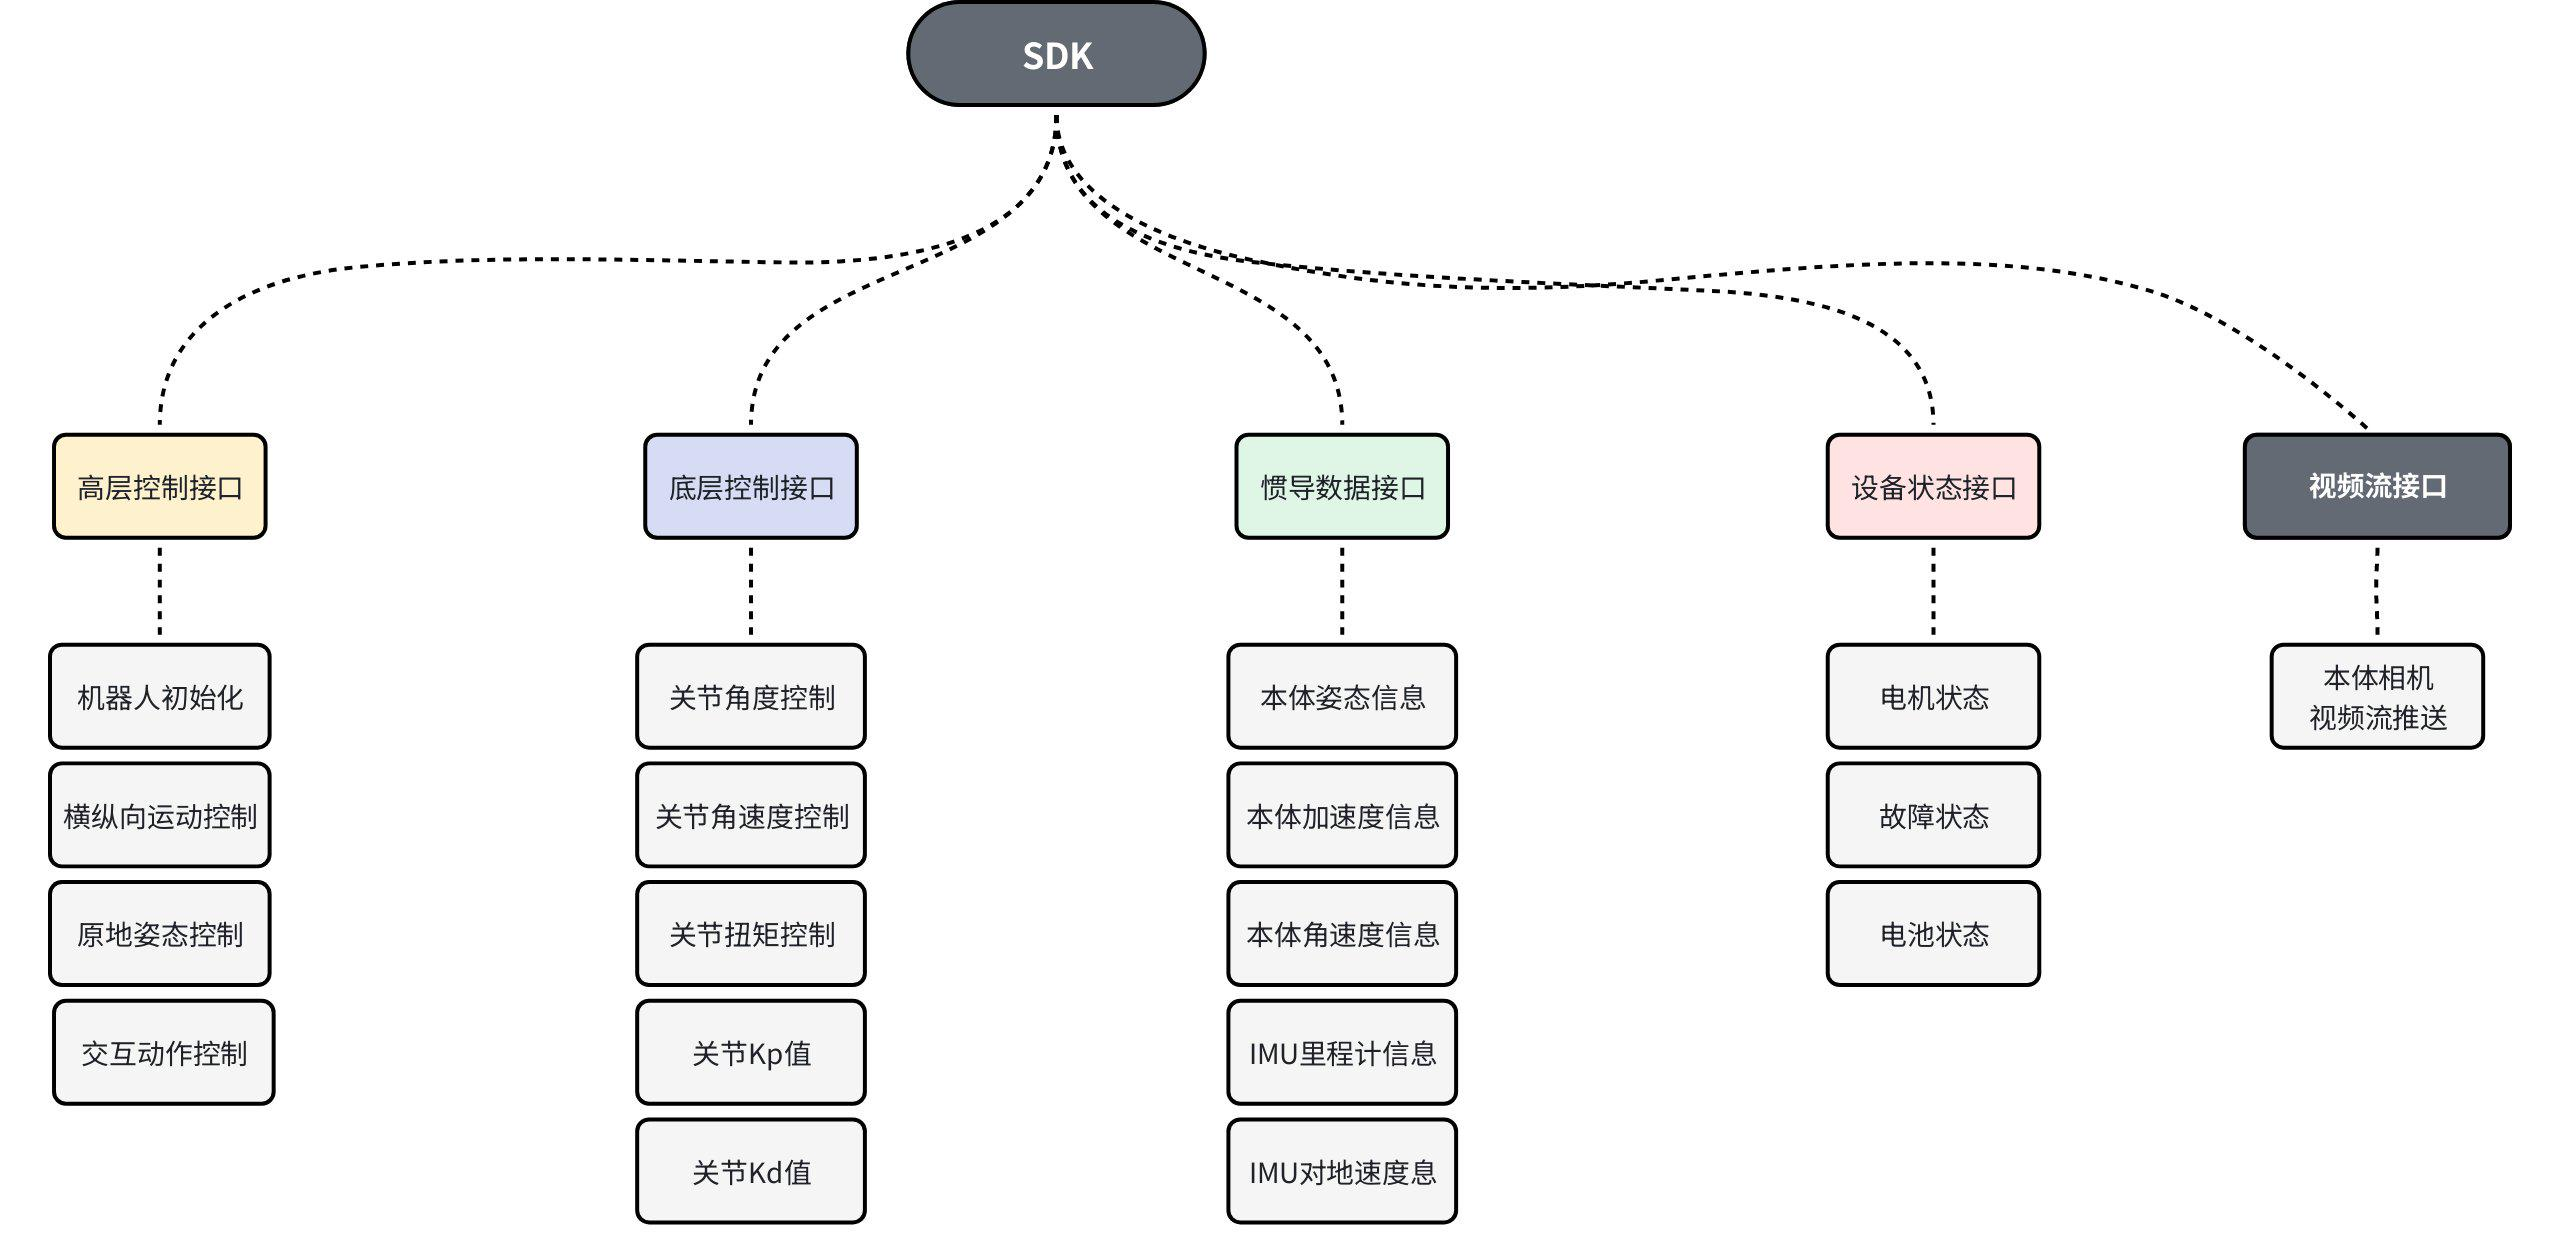 SDK
高层控制接口
底层控制接口
惯导数据接口
设备状态接口
视频流接口
机器人初始化
横纵向运动控制
原地姿态控制
交互动作控制
关节角度控制
关节角速度控制
关节扭矩控制
关节Kp值
关节Kd值
本体姿态信息
本体加速度信息
本体角速度信息
IMU里程计信息
IMU对地速度息
电机状态
故障状态
电池状态
本体相机
视频流推送